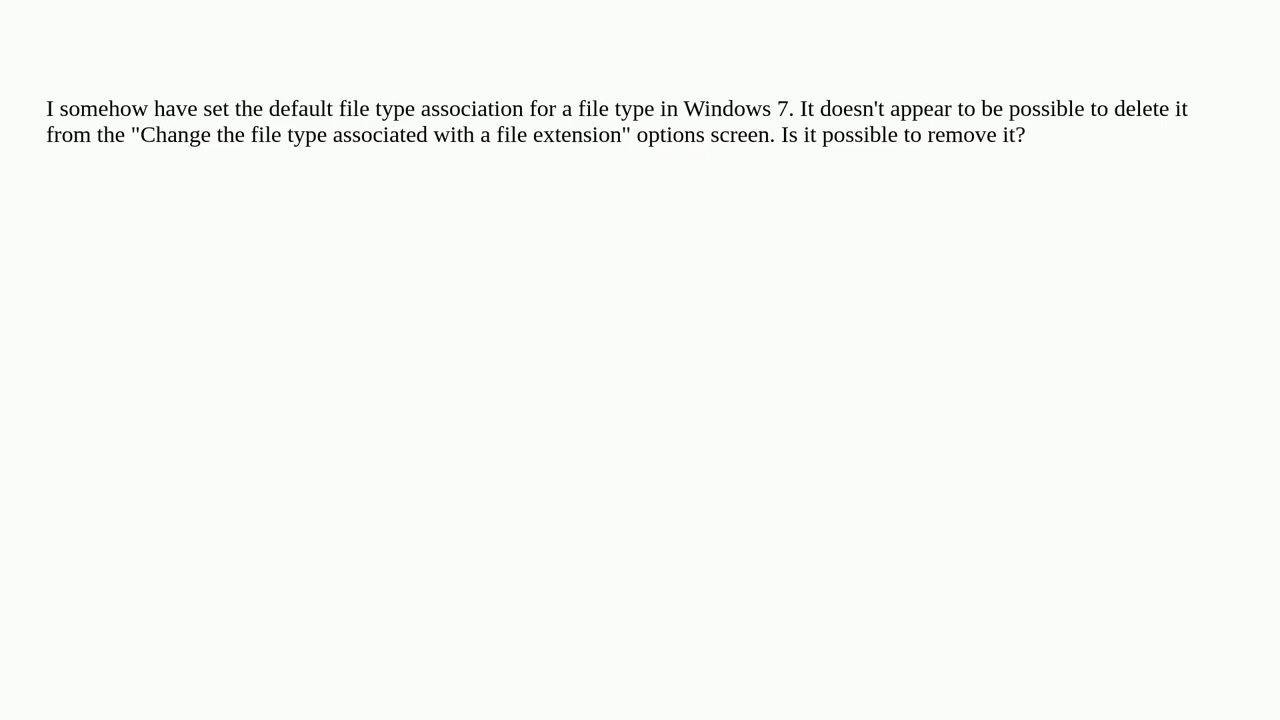 I somehow have set the default file type association for a file type in Windows 7. It doesn't appear to be possible to delete it
from the "Change the file type associated with a file extension" options screen. Is it possible to remove it?